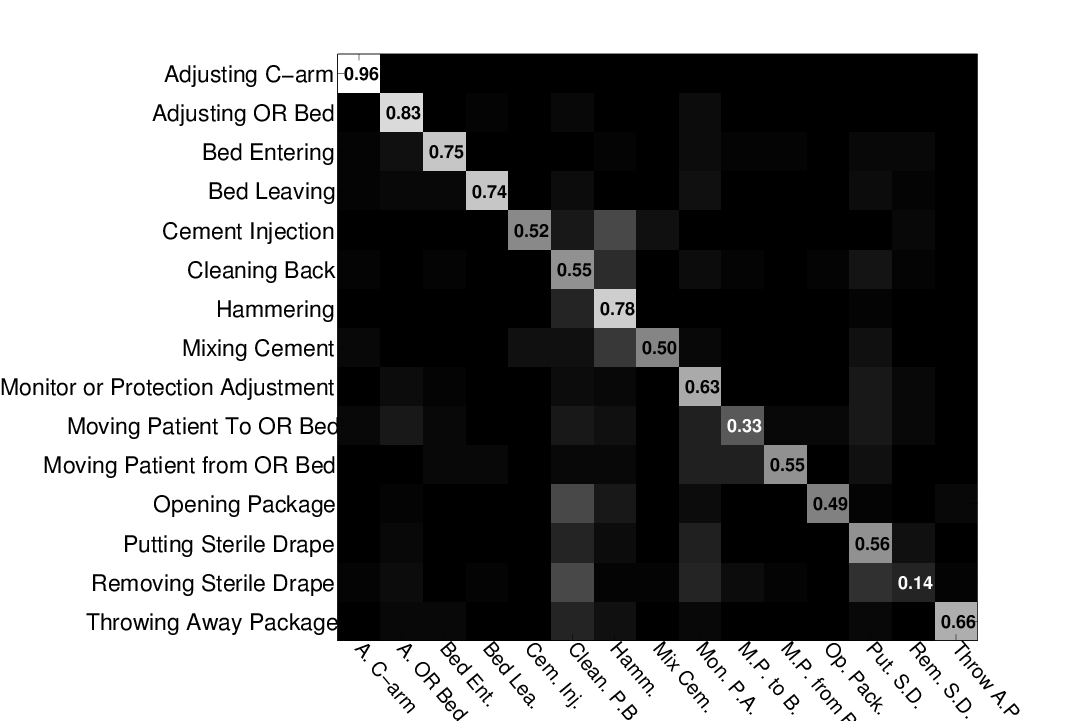 Adjusting C−arm 0.96
Adjusting OR Bed 0.83
Bed Entering 0.75
Bed Leaving 0.74
Cement Injection 0.52
Cleaning Back 0.55
Hammering 0.78
Mixing Cement 0.50
Monitor or Protection Adjustment 0.63
Moving Patient To OR Bed 0.33
Moving Patient from OR Bed 0.55
Opening Package 0.49
Putting Sterile Drape 0.56
Removing Sterile Drape 0.14
Throwing Away Package 0.66
A. C−arm
A. OR Bed
Bed Ent.
Bed Lea.
Cem. Inj.
Clean. P.B
Hamm.
Mix Cem.
Mon. P.A.
M.P. to B.
M.P. from
Op. Pack.
Put. S.D.
Rem. S.D.
Throw A.P